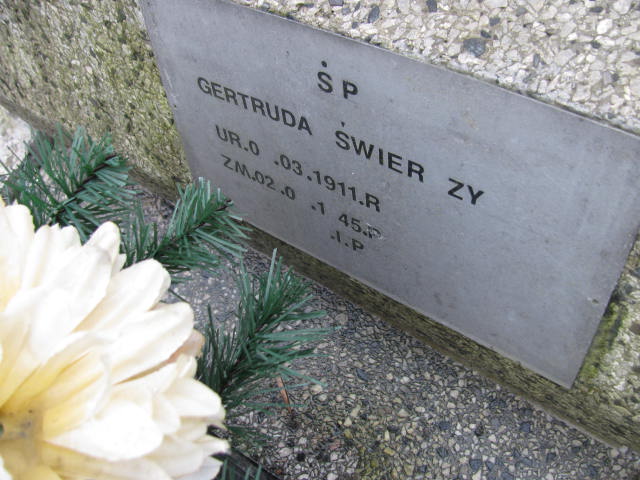 ŚP
GERTRUDA ŚWIER ZY
UR.0 .03.1911.R
ZM.02.0 .1 45.R
.I.P